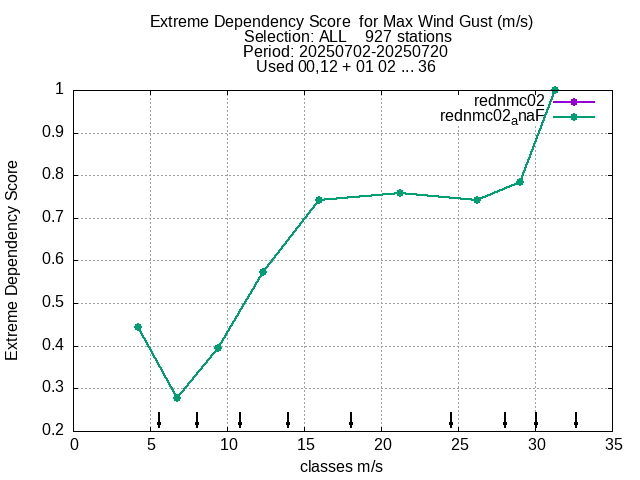 Extreme Dependency Score  for Max Wind Gust (m/s)
Selection: ALL    927 stations
Period: 20250702-20250720
Used 00,12 + 01 02 ... 36
rednmc02
rednmc02_anaF
Extreme Dependency Score
1
0.9
0.8
0.7
0.6
0.5
0.4
0.3
0.2
0 5 10 15 20 25 30 35
classes m/s